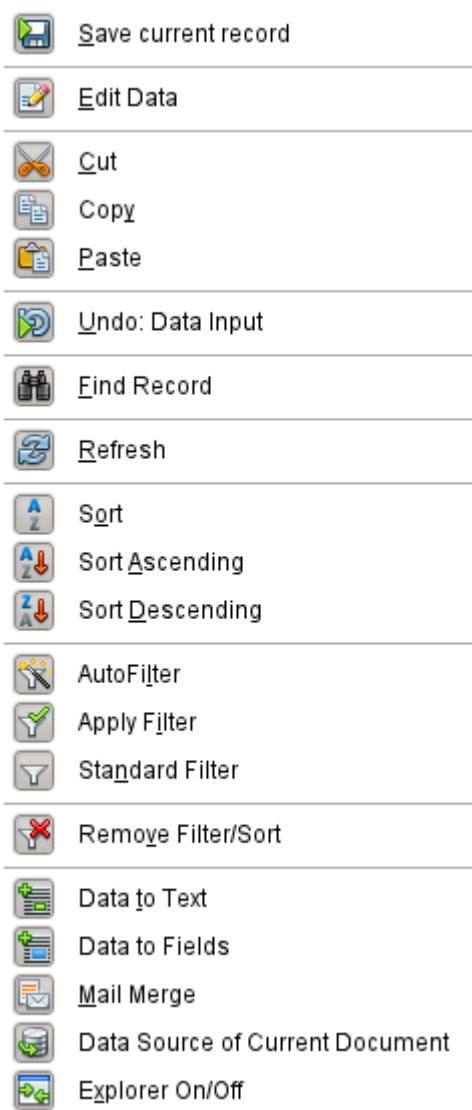 Save current record
Edit Data
Cut
Copy
Paste
Undo: Data Input
Find Record
Refresh
Sort
Sort Ascending
Sort Descending
AutoFilter
Apply Filter
Standard Filter
Remove Filter/Sort
Data to Text
Data to Fields
Mail Merge
Data Source of Current Document
Explorer On/Off